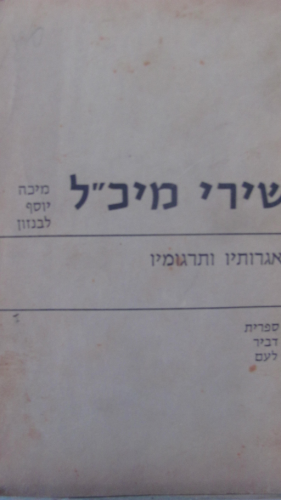 שירי מיכ"ל
מיכה
יוסף
לבנזון
אגרותיו ותרגומיו
ספרית
דביר
לעם